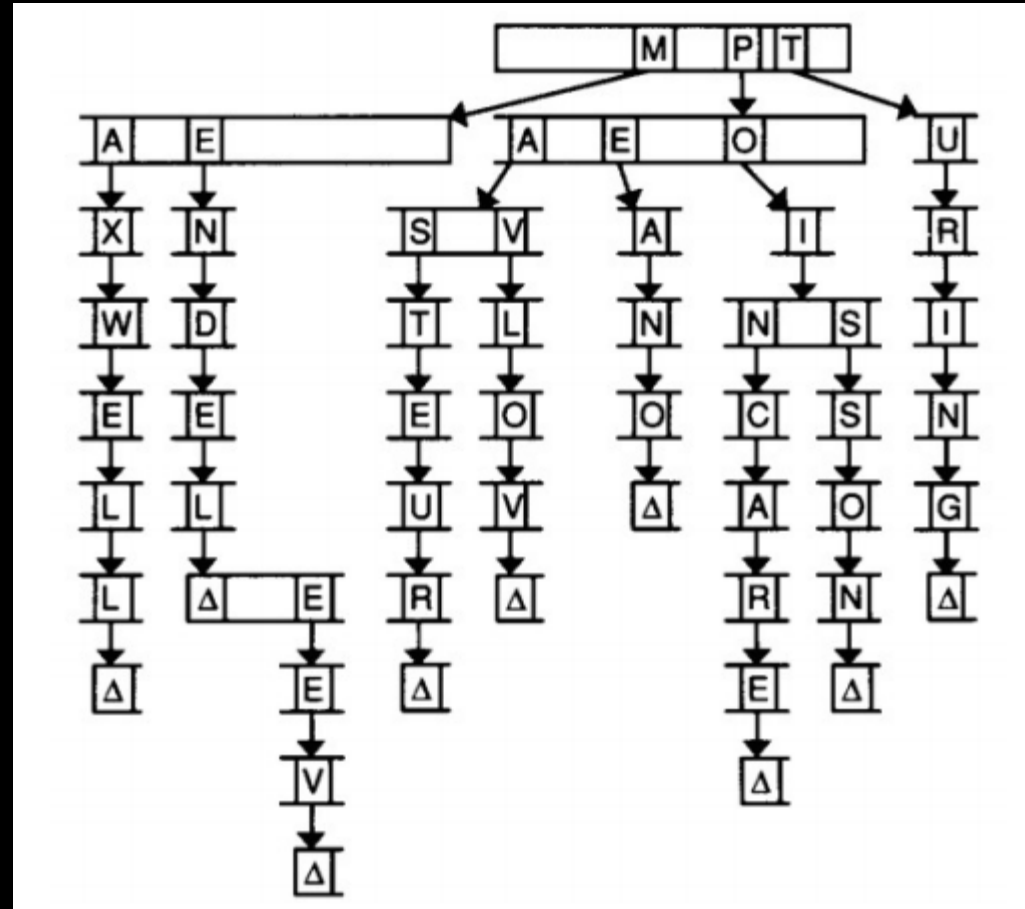 M P T
A E A E O U
X N S V A I R
W D T L N N S I
E E E O O C S N
L L U V Δ A O G
L Δ E R Δ R N Δ
Δ E Δ E Δ
V Δ
Δ